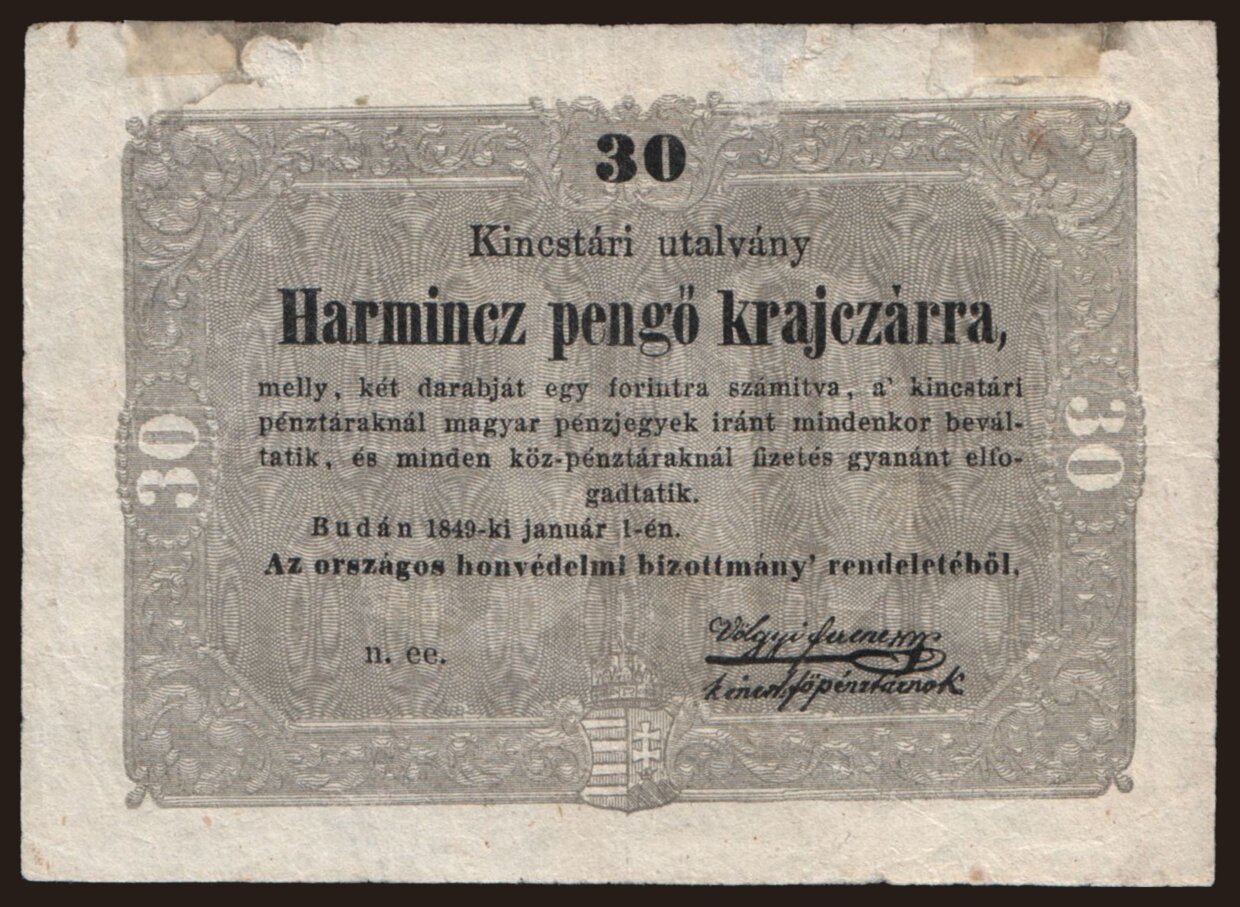 30
Kincstári utalvány
Harmincz pengő krajczárra,
melly, két darabját egy forintra számitva, a' kincstári
pénztáraknál magyar pénzjegyek iránt mindenkor bevál-
tatik, és minden köz-pénztáraknál fizetés gyanánt elfo-
gadtatik.
Budán 1849-ki január 1-én.
Az országos honvédelmi bizottmány' rendeletéből.
n. ee.
Völgyi ferencz
főpénztárnok
30
30